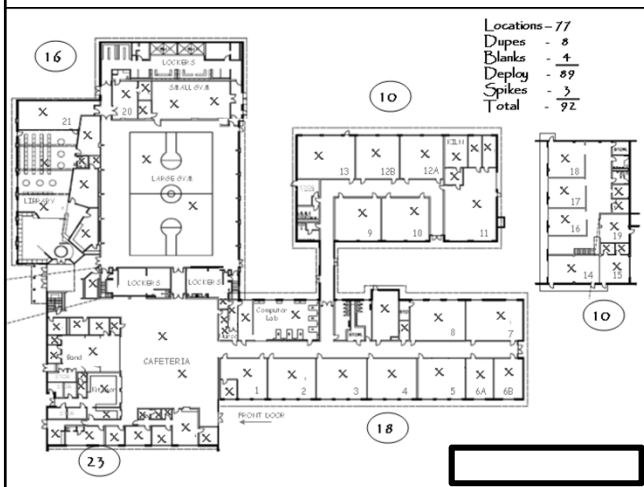 Locations - 77
Dupes - 8
Blanks - 4
Deploy - 89
Spikes - 3
Total - 92
16
LOCKERS
SMALL GYM
20
21
LIBRARY
LARGE GYM
LOCKERS
LOCKERS
10
13
12B
12A
KILN
9
10
11
18
17
16
19
14
15
10
Computer
Lab
8
7
Band
CAFETERIA
Kitchen
1
2
3
4
5
6A
6B
FRONT DOOR
18
23